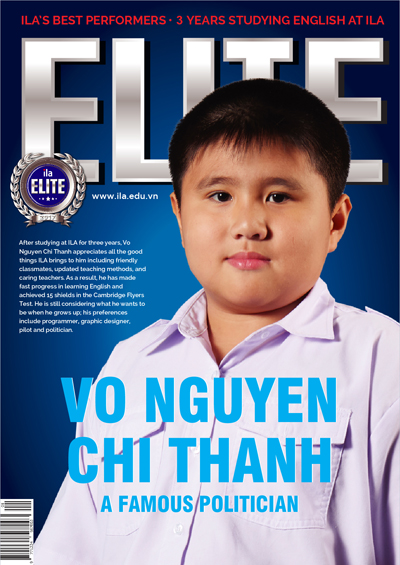 ILA'S BEST PERFORMERS • 3 YEARS STUDYING ENGLISH AT ILA
ELITE
ila
ELITE
www.ila.edu.vn
After studying at ILA for three years, Vo
Nguyen Chi Thanh appreciates all the good
things ILA brings to him including friendly
classmates, updated teaching methods, and
caring teachers. As a result, he has made
fast progress in learning English and
achieved 15 shields in the Cambridge Flyers
Test. He is still considering what he wants to
be when he grows up; his preferences
include programmer, graphic designer,
pilot and politician.
VO NGUYEN
CHI THANH
A FAMOUS POLITICIAN